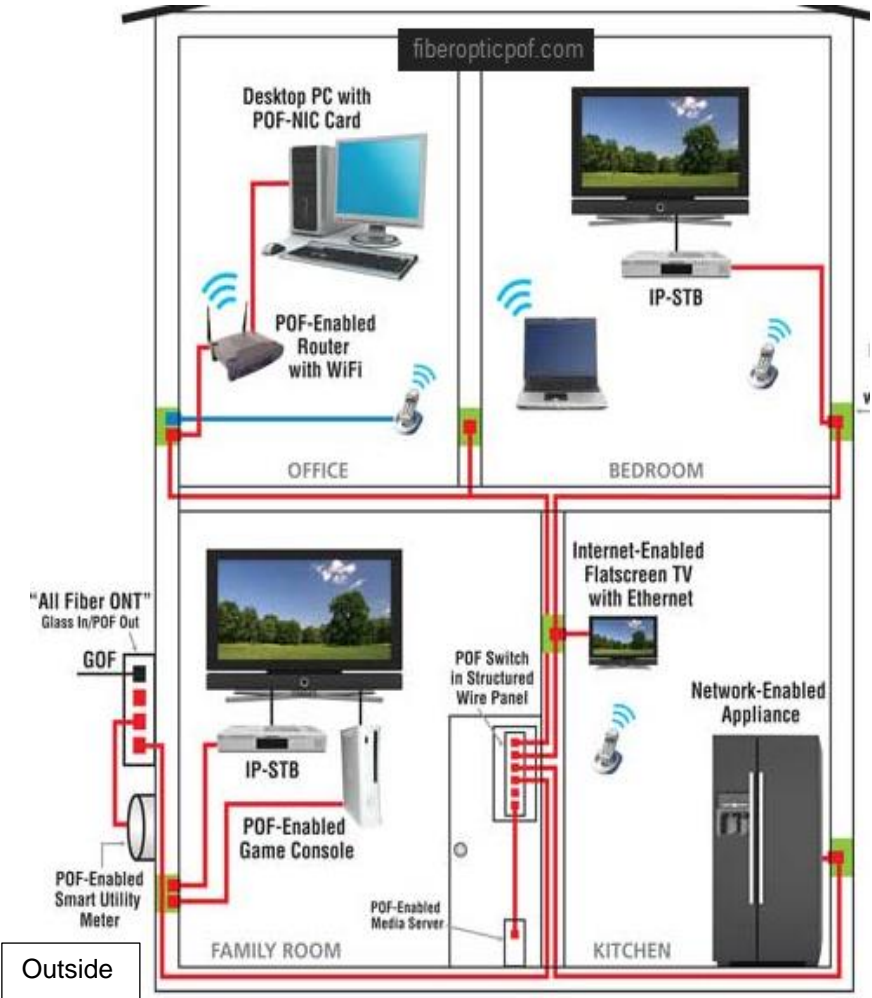 fiberopticpof.com
Desktop PC with
POF-NIC Card
POF-Enabled
Router
with WiFi
OFFICE
IP-STB
BEDROOM
"All Fiber ONT"
Glass In/POF Out
GOF
IP-STB
POF-Enabled
Game Console
POF-Enabled
Smart Utility
Meter
POF Switch
in Structured
Wire Panel
POF-Enabled
Media Server
FAMILY ROOM
Internet-Enabled
Flatscreen TV
with Ethernet
Network-Enabled
Appliance
KITCHEN
Outside